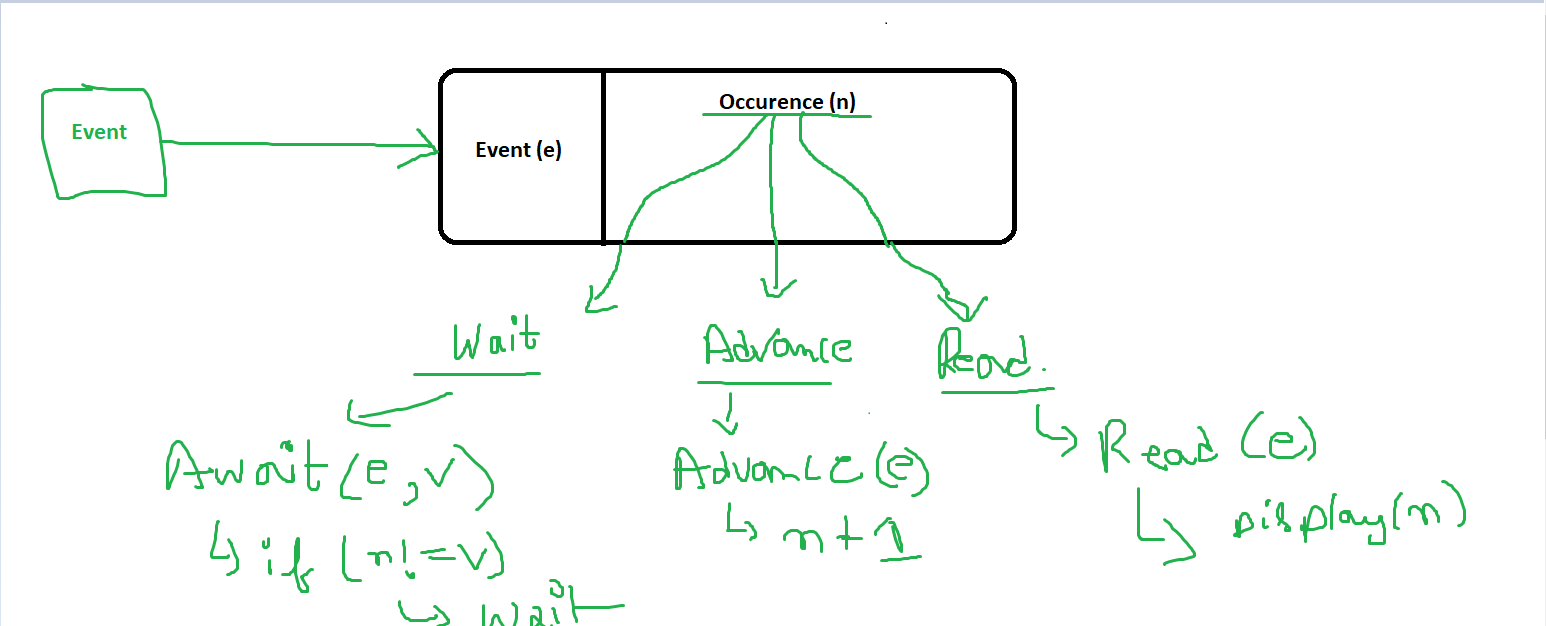 Occurence (n)
Event
Event (e)
Wait
Advance
Read.
Await (e, v)
Advance (e)
Read (e)
if (n! = v)
n + 1
Display (n)
Wait